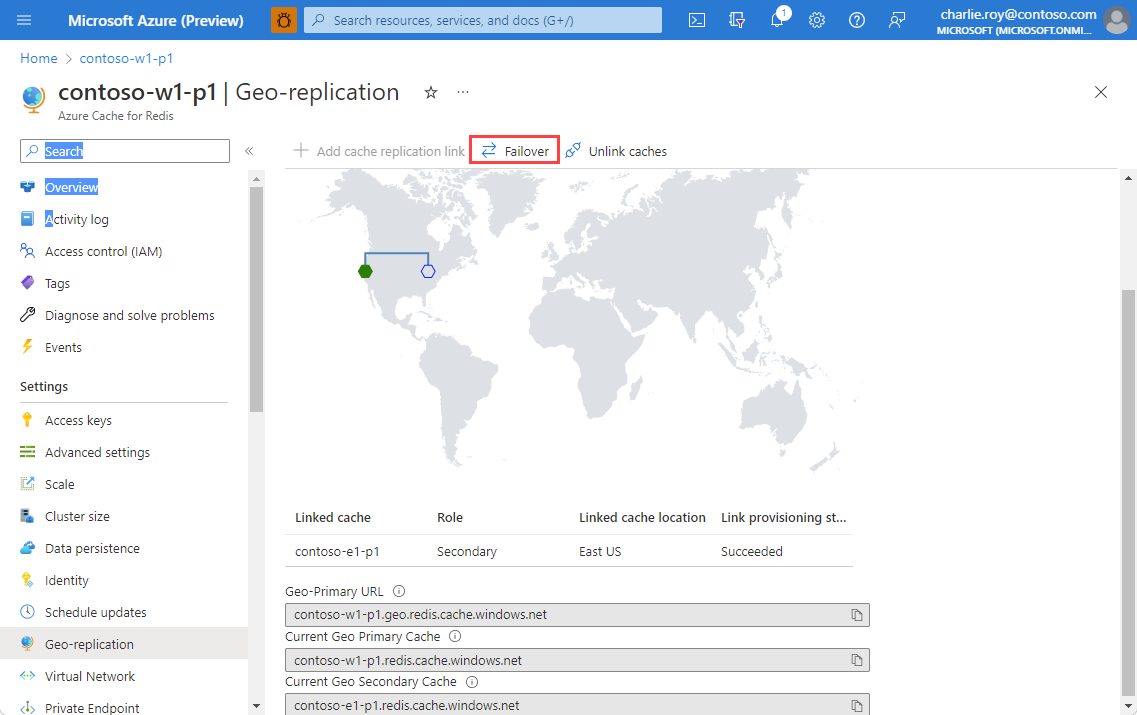 Microsoft Azure (Preview)
Search resources, services, and docs (G+/)
1
charlie.roy@contoso.com
MICROSOFT (MICROSOFT.ONMI...
Home > contoso-w1-p1
contoso-w1-p1 | Geo-replication
Azure Cache for Redis
Search
Add cache replication link
Failover
Unlink caches
Overview
Activity log
Access control (IAM)
Tags
Diagnose and solve problems
Events
Settings
Access keys
Advanced settings
Scale
Cluster size
Data persistence
Identity
Schedule updates
Geo-replication
Virtual Network
Private Endpoint
Linked cache Role Linked cache location Link provisioning st...
contoso-e1-p1 Secondary East US Succeeded
Geo-Primary URL
contoso-w1-p1.geo.redis.cache.windows.net
Current Geo Primary Cache
contoso-w1-p1.redis.cache.windows.net
Current Geo Secondary Cache
contoso-e1-p1.redis.cache.windows.net